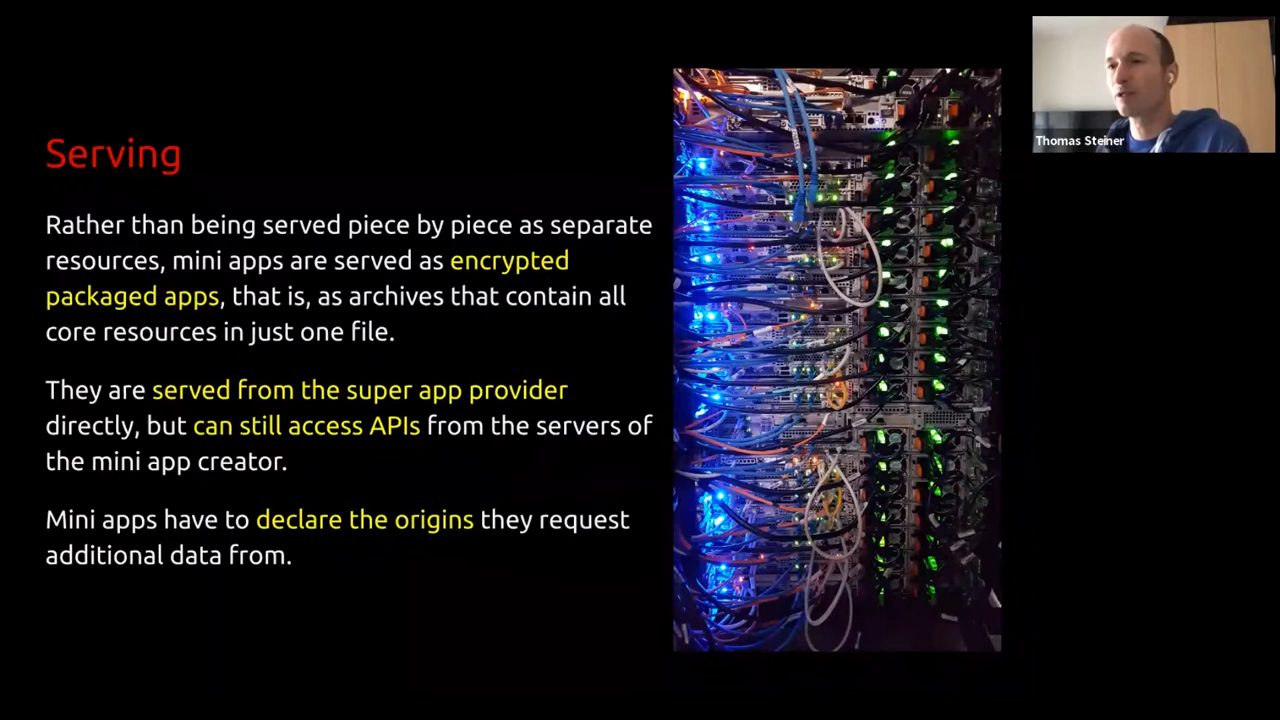 Serving
Rather than being served piece by piece as separate
resources, mini apps are served as encrypted
packaged apps, that is, as archives that contain all
core resources in just one file.
They are served from the super app provider
directly, but can still access APIs from the servers of
the mini app creator.
Mini apps have to declare the origins they request
additional data from.
Thomas Steiner